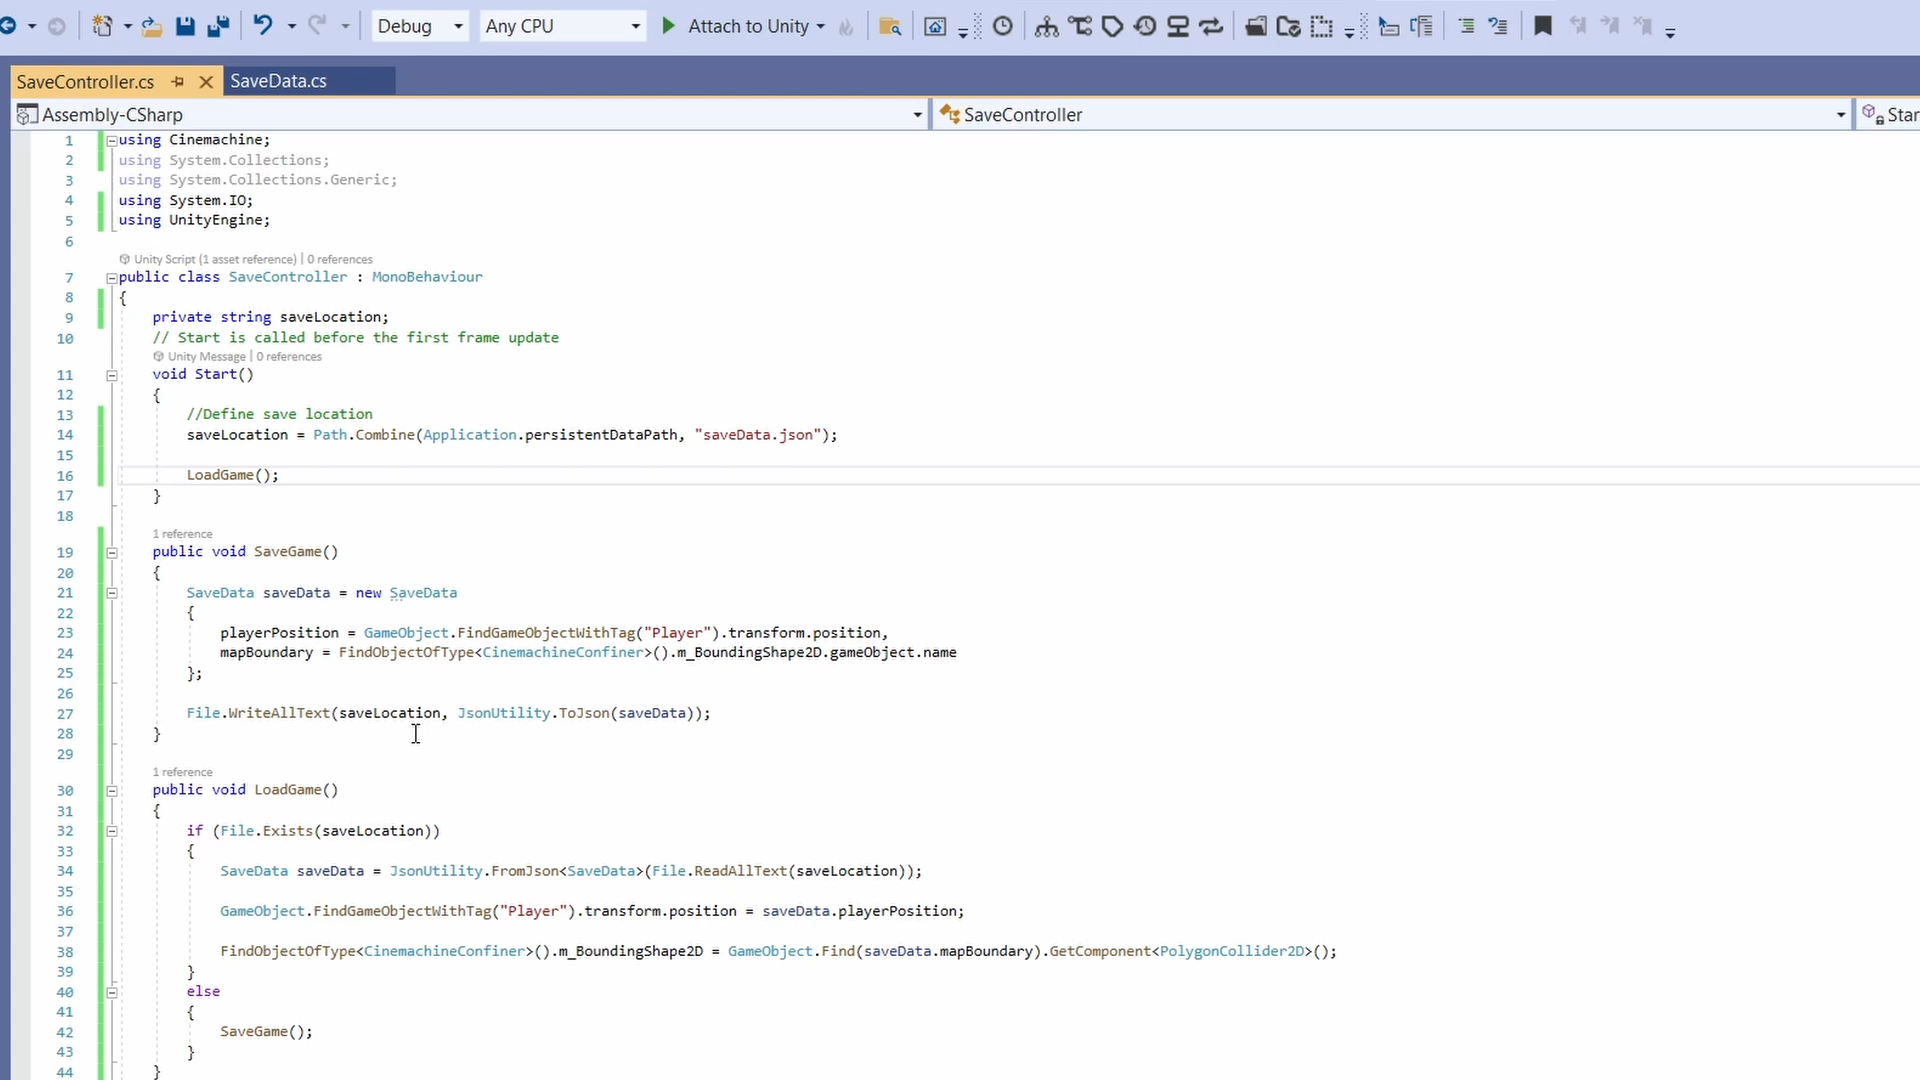 Debug Any CPU Attach to Unity
SaveController.cs SaveData.cs
Assembly-CSharp SaveController Star
1 using Cinemachine;
2 using System.Collections;
3 using System.Collections.Generic;
4 using System.IO;
5 using UnityEngine;
6
Unity Script (1 asset reference) | 0 references
7 public class SaveController : MonoBehaviour
8 {
9 private string saveLocation;
10 // Start is called before the first frame update
Unity Message | 0 references
11 void Start()
12 {
13 //Define save location
14 saveLocation = Path.Combine(Application.persistentDataPath, "saveData.json");
15
16 LoadGame();
17 }
18
1 reference
19 public void SaveGame()
20 {
21 SaveData saveData = new SaveData
22 {
23 playerPosition = GameObject.FindGameObjectWithTag("Player").transform.position,
24 mapBoundary = FindObjectOfType<CinemachineConfiner>().m_BoundingShape2D.gameObject.name
25 };
26
27 File.WriteAllText(saveLocation, JsonUtility.ToJson(saveData));
28 }
29
1 reference
30 public void LoadGame()
31 {
32 if (File.Exists(saveLocation))
33 {
34 SaveData saveData = JsonUtility.FromJson<SaveData>(File.ReadAllText(saveLocation));
35
36 GameObject.FindGameObjectWithTag("Player").transform.position = saveData.playerPosition;
37
38 FindObjectOfType<CinemachineConfiner>().m_BoundingShape2D = GameObject.Find(saveData.mapBoundary).GetComponent<PolygonCollider2D>();
39 }
40 else
41 {
42 SaveGame();
43 }
44 }